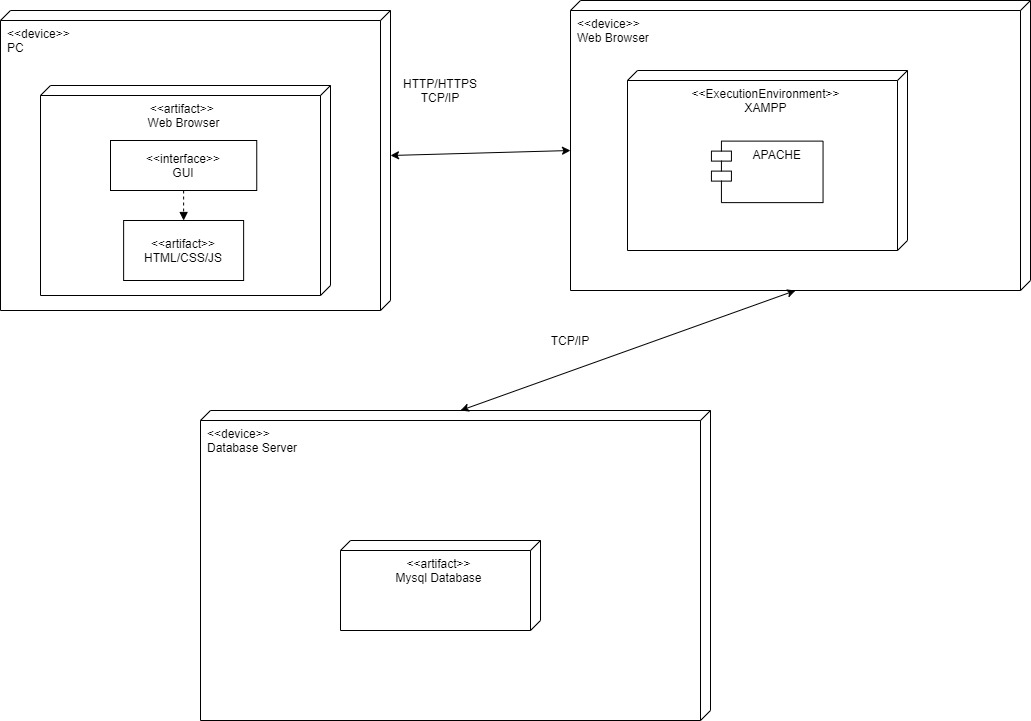 <<device>>
PC
<<artifact>>
Web Browser
<<interface>>
GUI
<<artifact>>
HTML/CSS/JS
HTTP/HTTPS
TCP/IP
<<device>>
Web Browser
<<ExecutionEnvironment>>
XAMPP
APACHE
TCP/IP
<<device>>
Database Server
<<artifact>>
Mysql Database